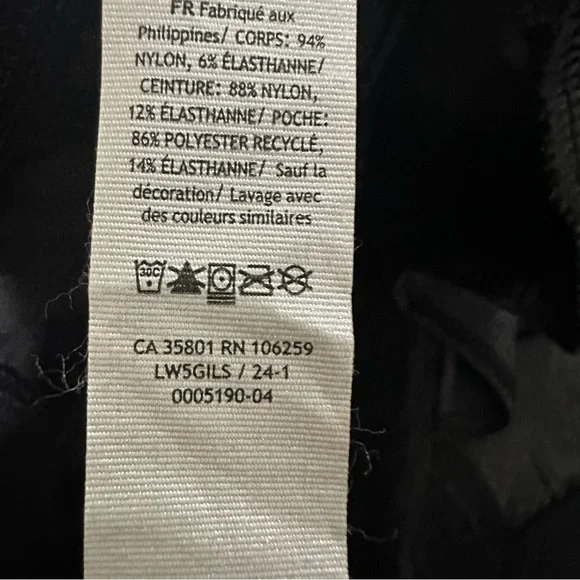 FR Fabriqué aux
Philippines/ CORPS: 94%
NYLON, 6% ÉLASTHANNE/
CEINTURE: 88% NYLON,
12% ÉLASTHANNE/ POCHE:
86% POLYESTER RECYCLÉ,
14% ÉLASTHANNE/ Sauf la
décoration/ Lavage avec
des couleurs similaires
30C
CA 35801 RN 106259
LW5GILS / 24-1
0005190-04